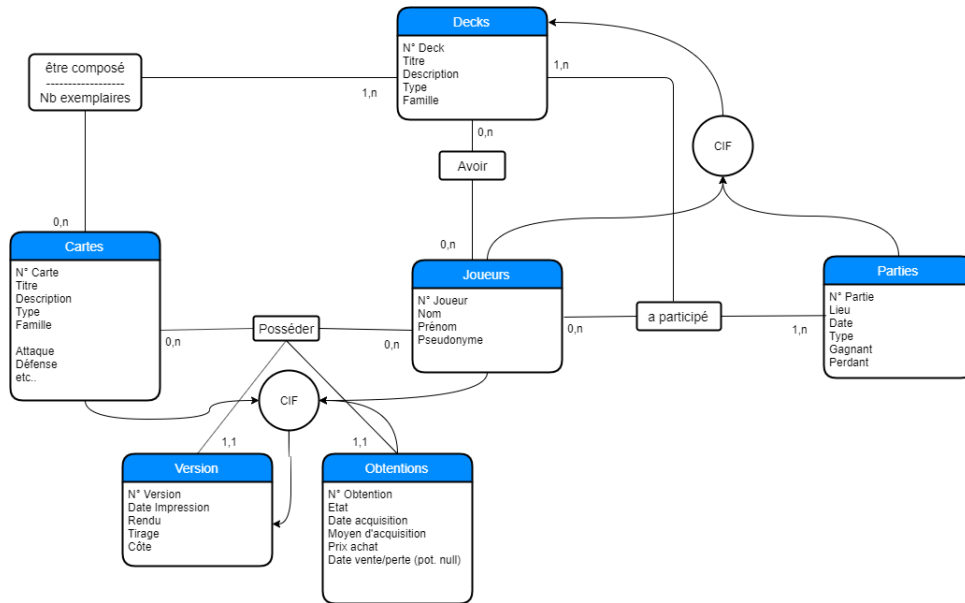 Decks
N° Deck
Titre
Description
Type
Famille
être composé
-------------------
Nb exemplaires
1,n
1,n
0,n
CIF
Avoir
0,n
0,n
Cartes
N° Carte
Titre
Description
Type
Famille
Attaque
Défense
etc..
Joueurs
N° Joueur
Nom
Prénom
Pseudonyme
Parties
N° Partie
Lieu
Date
Type
Gagnant
Perdant
a participé
0,n
1,n
Posséder
0,n
0,n
CIF
1,1
1,1
Version
N° Version
Date Impression
Rendu
Tirage
Côte
Obtentions
N° Obtention
Etat
Date acquisition
Moyen d'acquisition
Prix achat
Date vente/perte (pot. null)